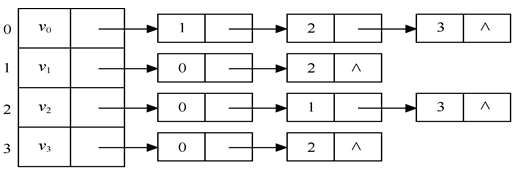 0 v₀ 1 2 3 ∧
1 v₁ 0 2 ∧
2 v₂ 0 1 3 ∧
3 v₃ 0 2 ∧